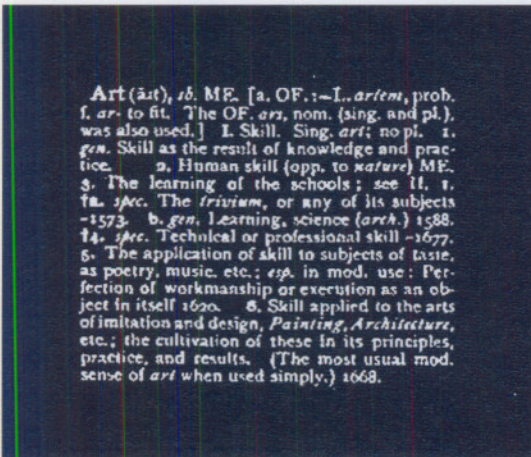 Art (āɹt), sb. ME. [a. OF. :—L. artem, prob.
f. ar- to fit. The OF. ars, nom. (sing. and pl.),
was also used.] I. Skill. Sing. art; no pl. 1.
gen. Skill as the result of knowledge and prac-
tice. 2. Human skill (opp. to nature) ME.
3. The learning of the schools; see II. 1.
†a. spec. The trivium, or any of its subjects
–1573. b. gen. Learning, science (arch.) 1588.
†4. spec. Technical or professional skill –1677.
5. The application of skill to subjects of taste,
as poetry, music, etc.; esp. in mod. use: Per-
fection of workmanship or execution as an ob-
ject in itself 1620. 6. Skill applied to the arts
of imitation and design, Painting, Architecture,
etc.; the cultivation of these in its principles,
practice, and results. (The most usual mod.
sense of art when used simply.) 1668.